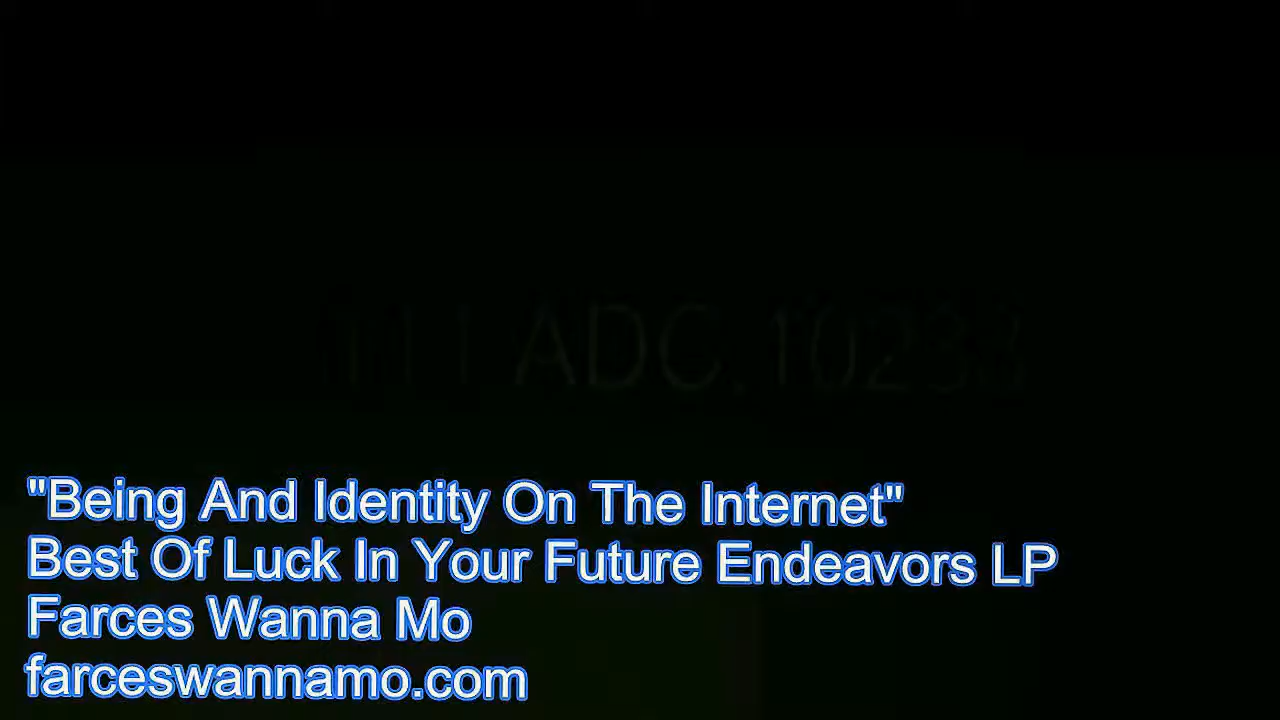 "Being And Identity On The Internet"
Best Of Luck In Your Future Endeavors LP
Farces Wanna Mo
farceswannamo.com